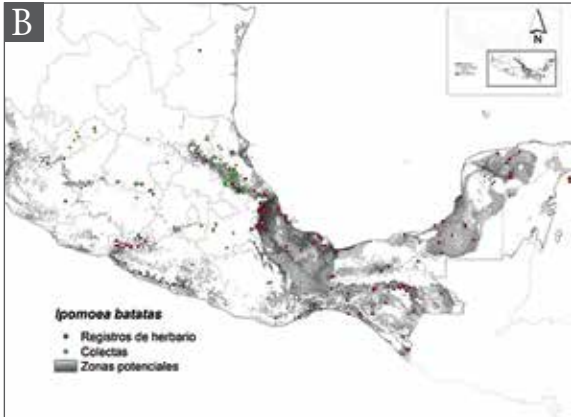 B
N
Ipomoea batatas
Registros de herbario
Colectas
Zonas potenciales